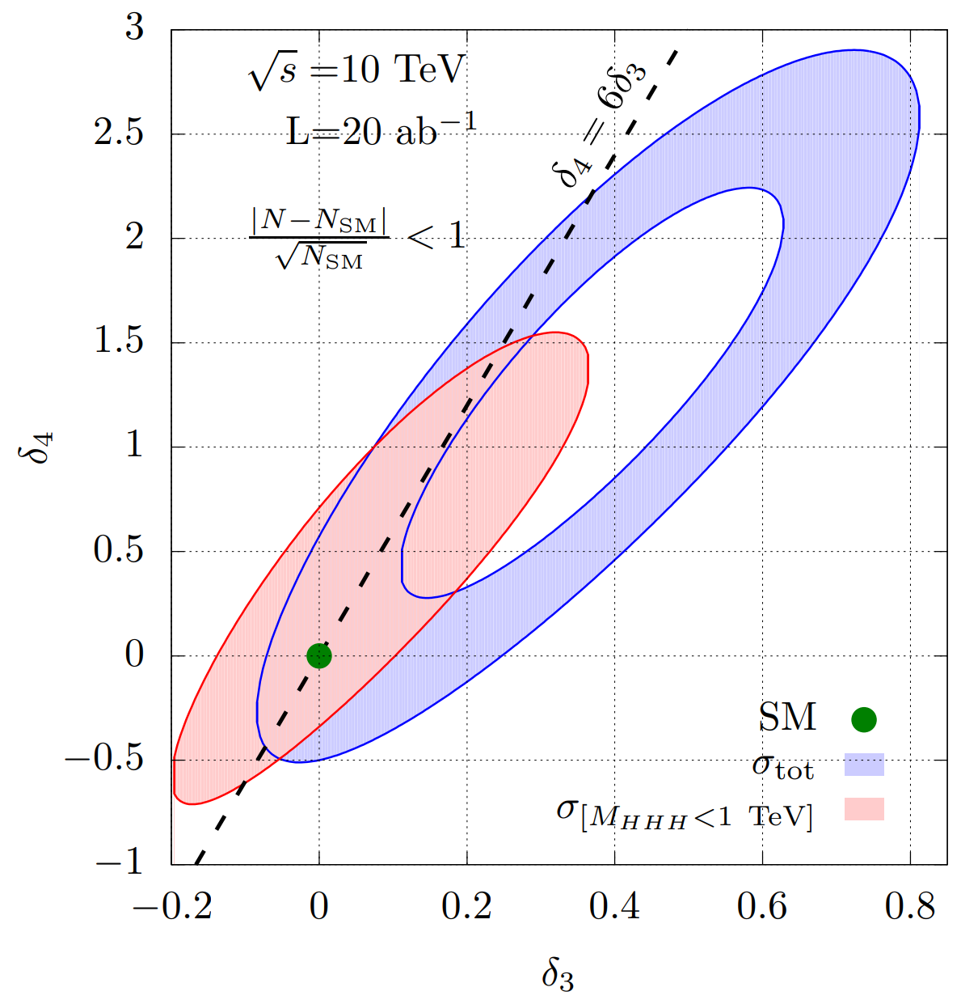 3
2.5
2
1.5
1
0.5
0
−0.5
−1
δ₄
√s =10 TeV
L=20 ab⁻¹
|N−N_SM|/√N_SM < 1
δ₄ = 6δ₃
SM
σ_tot
σ_[M_HHH<1 TeV]
−0.2 0 0.2 0.4 0.6 0.8
δ₃